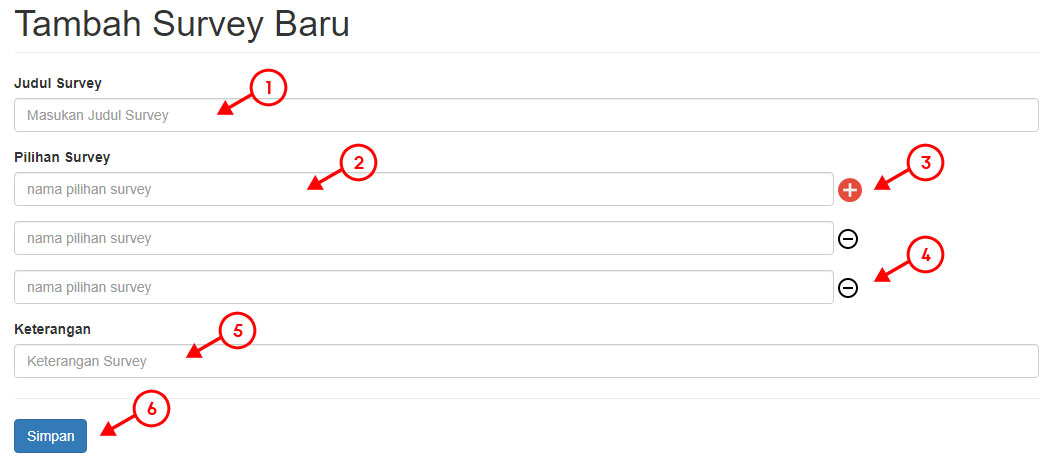 Tambah Survey Baru
Judul Survey
1
Masukan Judul Survey
Pilihan Survey
2
3
nama pilihan survey
nama pilihan survey
4
nama pilihan survey
Keterangan
5
Keterangan Survey
6
Simpan